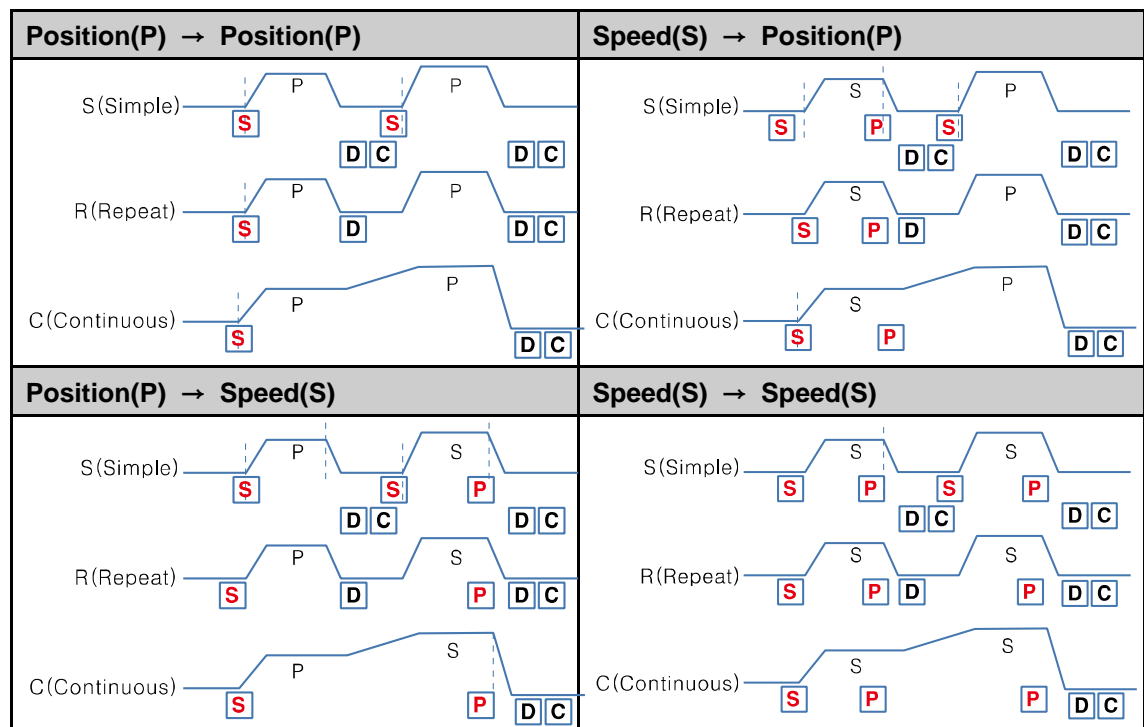 Position(P) → Position(P)
P P
S(Simple)
S S
D C D C
P P
R(Repeat)
S D D C
P P
C(Continuous)
S
D C
Speed(S) → Position(P)
S P
S(Simple)
S P S
D C D C
S P
R(Repeat)
S P D D C
S P
C(Continuous)
S P D C
Position(P) → Speed(S)
P S
S(Simple)
S S P
D C D C
P S
R(Repeat)
S D P D C
P S
C(Continuous)
S P D C
Speed(S) → Speed(S)
S S
S(Simple)
S P S P
D C D C
S S
R(Repeat)
S P D P D C
S S
C(Continuous)
S P P D C